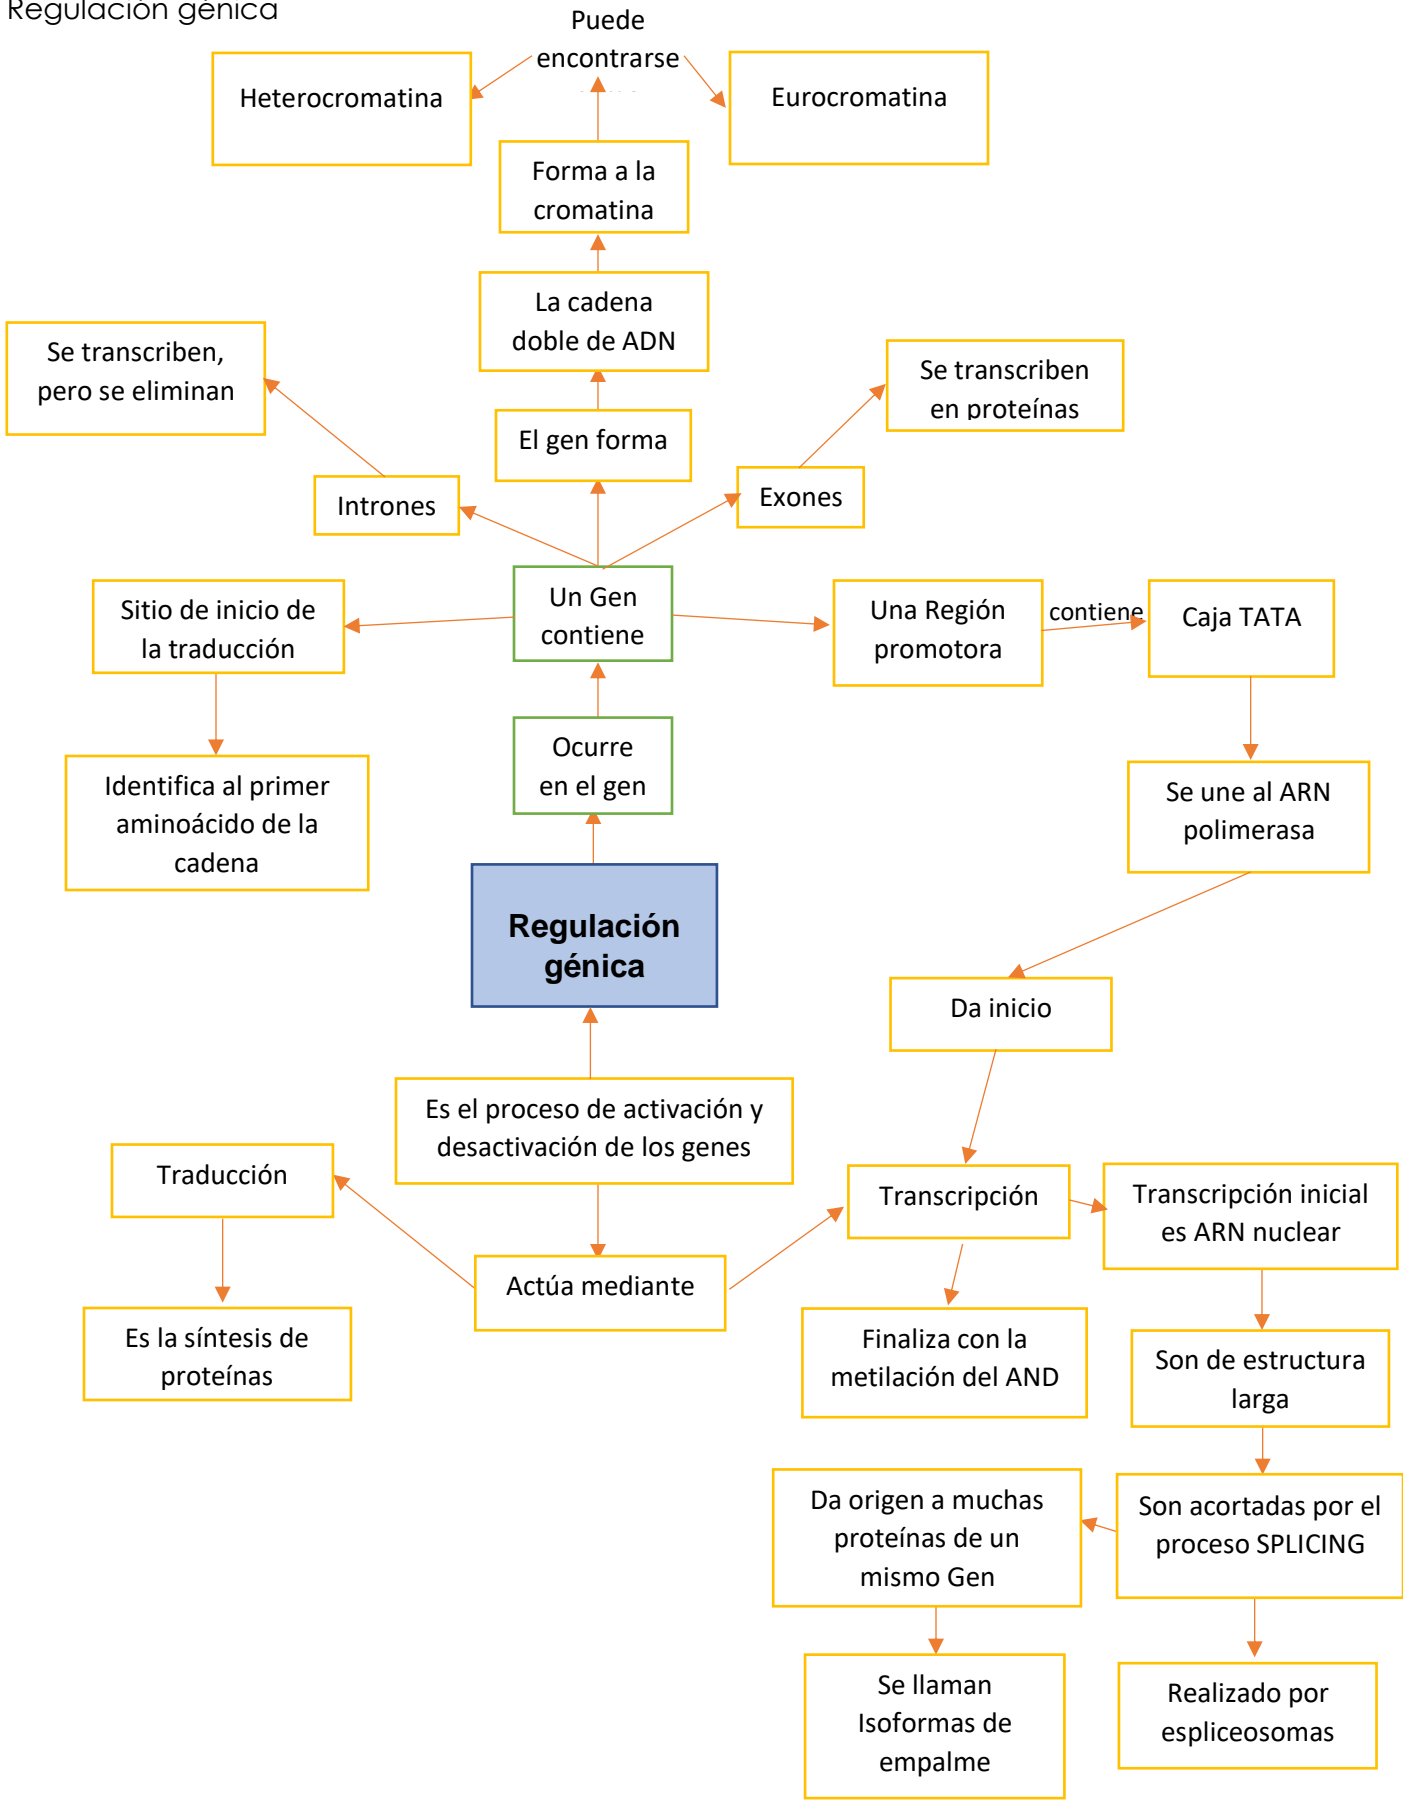 Regulación génica
Puede
encontrarse
Heterocromatina
Eurocromatina
Forma a la
cromatina
La cadena
doble de ADN
Se transcriben,
pero se eliminan
Se transcriben
en proteínas
El gen forma
Intrones
Exones
Sitio de inicio de
la traducción
Un Gen
contiene
Una Región
promotora
contiene
Caja TATA
Identifica al primer
aminoácido de la
cadena
Ocurre
en el gen
Se une al ARN
polimerasa
Regulación
génica
Da inicio
Es el proceso de activación y
desactivación de los genes
Traducción
Transcripción
Transcripción inicial
es ARN nuclear
Actúa mediante
Es la síntesis de
proteínas
Finaliza con la
metilación del AND
Son de estructura
larga
Da origen a muchas
proteínas de un
mismo Gen
Son acortadas por el
proceso SPLICING
Se llaman
Isoformas de
empalme
Realizado por
espliceosomas